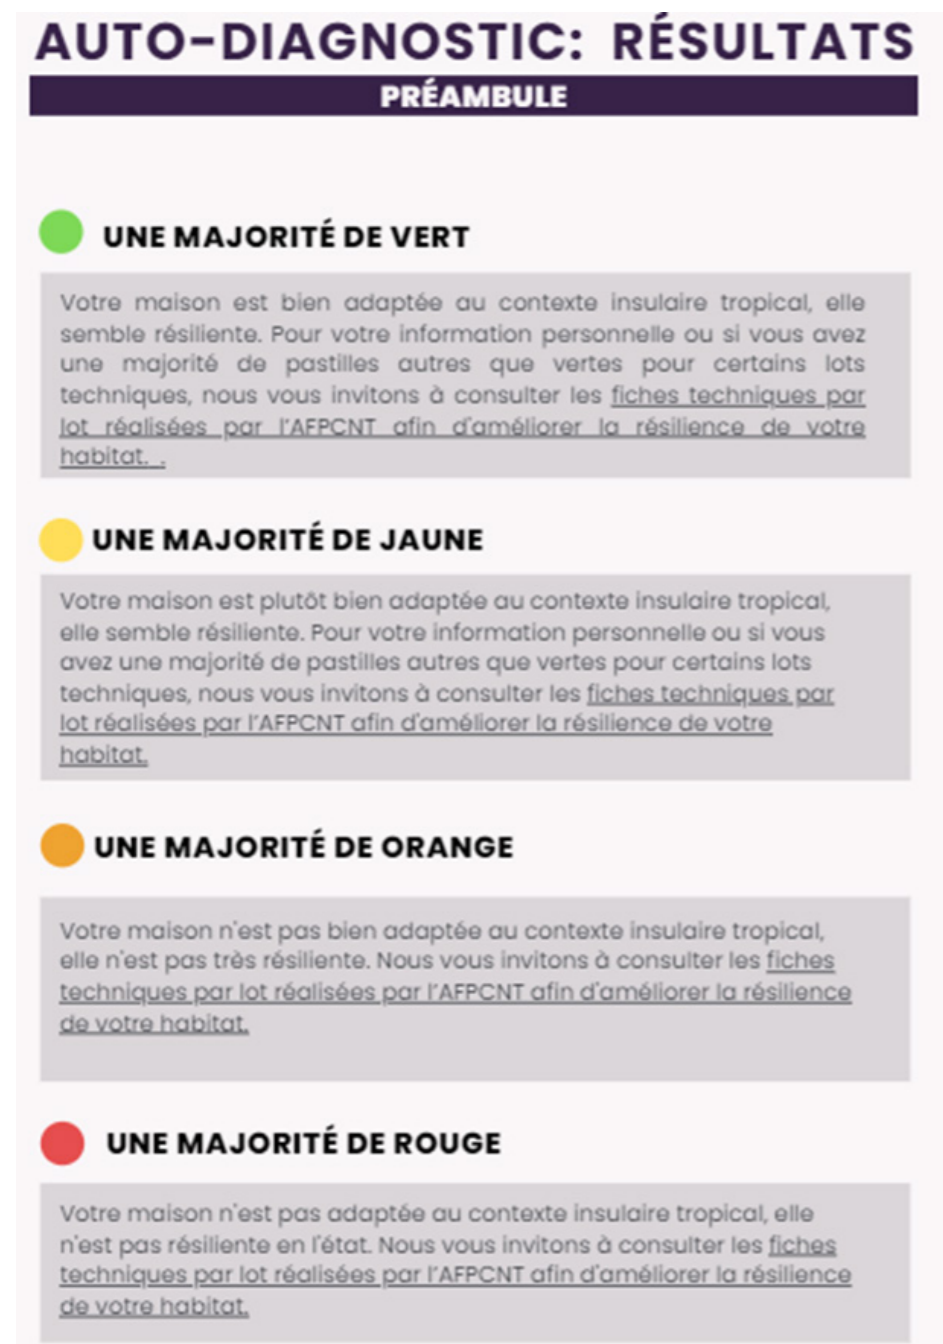 AUTO-DIAGNOSTIC: RÉSULTATS
PRÉAMBULE
UNE MAJORITÉ DE VERT
Votre maison est bien adaptée au contexte insulaire tropical, elle
semble résiliente. Pour votre information personnelle ou si vous avez
une majorité de pastilles autres que vertes pour certains lots
techniques, nous vous invitons à consulter les fiches techniques par
lot réalisées par l'AFPCNT afin d'améliorer la résilience de votre
habitat. .
UNE MAJORITÉ DE JAUNE
Votre maison est plutôt bien adaptée au contexte insulaire tropical,
elle semble résiliente. Pour votre information personnelle ou si vous
avez une majorité de pastilles autres que vertes pour certains lots
techniques, nous vous invitons à consulter les fiches techniques par
lot réalisées par l'AFPCNT afin d'améliorer la résilience de votre
habitat.
UNE MAJORITÉ DE ORANGE
Votre maison n'est pas bien adaptée au contexte insulaire tropical,
elle n'est pas très résiliente. Nous vous invitons à consulter les fiches
techniques par lot réalisées par l'AFPCNT afin d'améliorer la résilience
de votre habitat.
UNE MAJORITÉ DE ROUGE
Votre maison n'est pas adaptée au contexte insulaire tropical, elle
n'est pas résiliente en l'état. Nous vous invitons à consulter les fiches
techniques par lot réalisées par l'AFPCNT afin d'améliorer la résilience
de votre habitat.